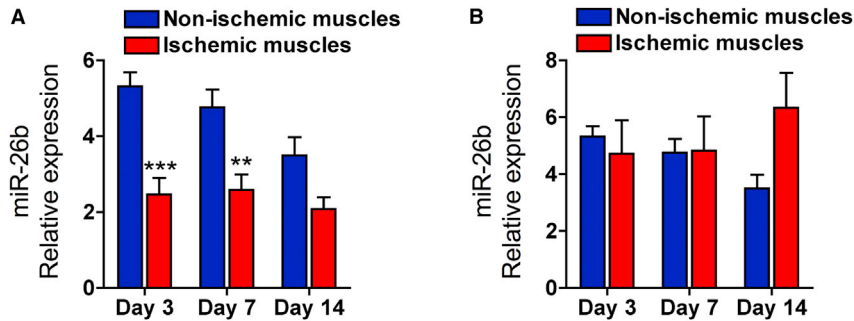 A
Non-ischemic muscles
Ischemic muscles
miR-26b
Relative expression
6
4
2
0
***
**
Day 3 Day 7 Day 14
B
Non-ischemic muscles
Ischemic muscles
miR-26b
Relative expression
8
6
4
2
0
Day 3 Day 7 Day 14